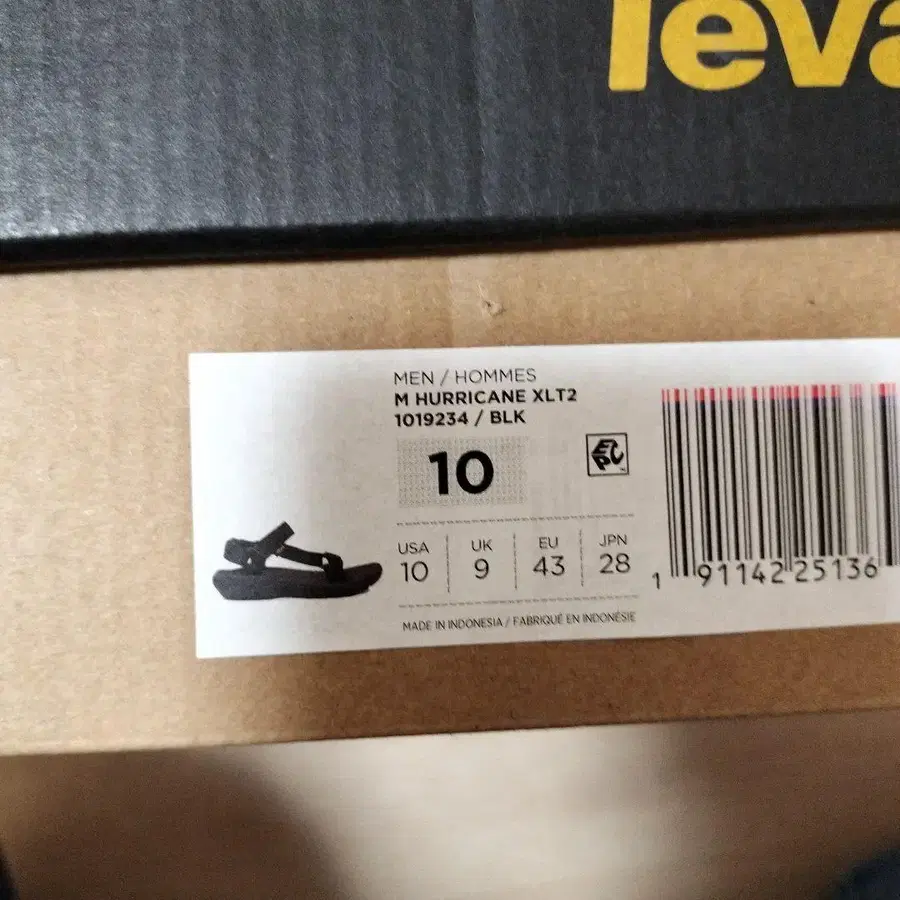 Teva
MEN / HOMMES
M HURRICANE XLT2
1019234 / BLK
10
EPC
USA UK EU JPN
10 9 43 28
MADE IN INDONESIA / FABRIQUÉ EN INDONÉSIE
1 91142 25136